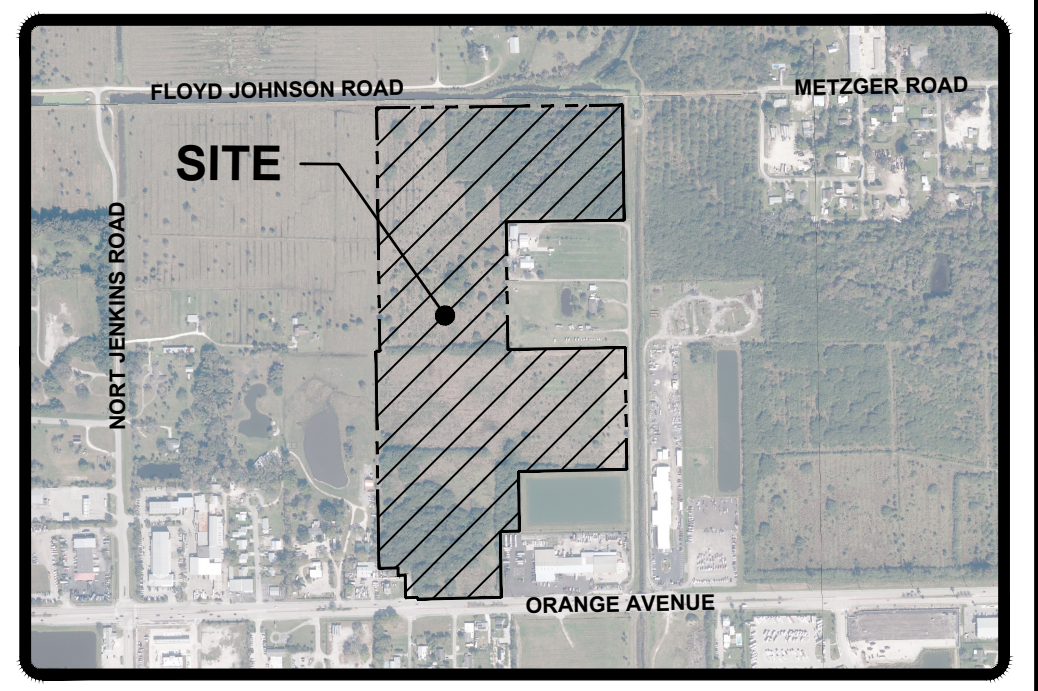 FLOYD JOHNSON ROAD
METZGER ROAD
SITE
NORT JENKINS ROAD
ORANGE AVENUE